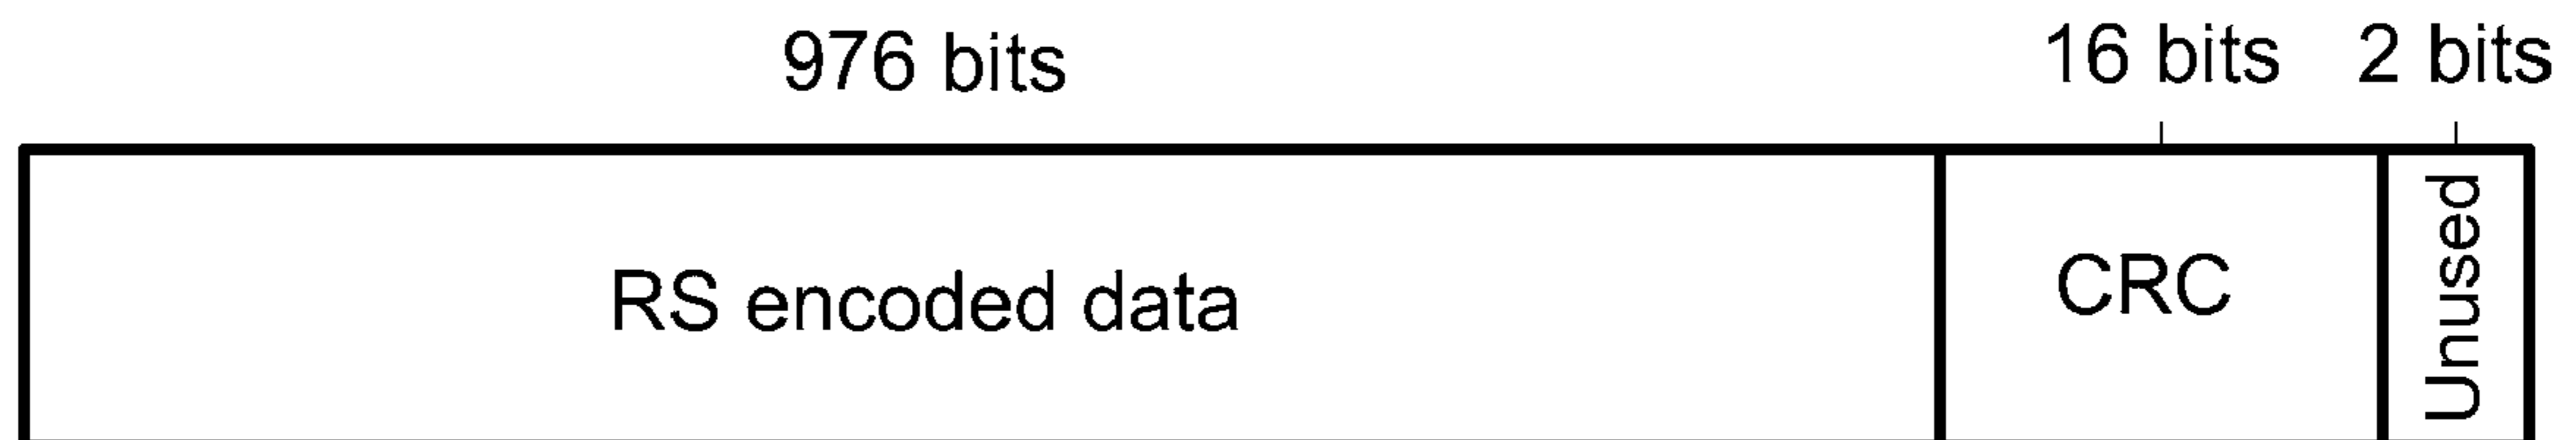 976 bits
16 bits
2 bits
RS encoded data
CRC
Unused